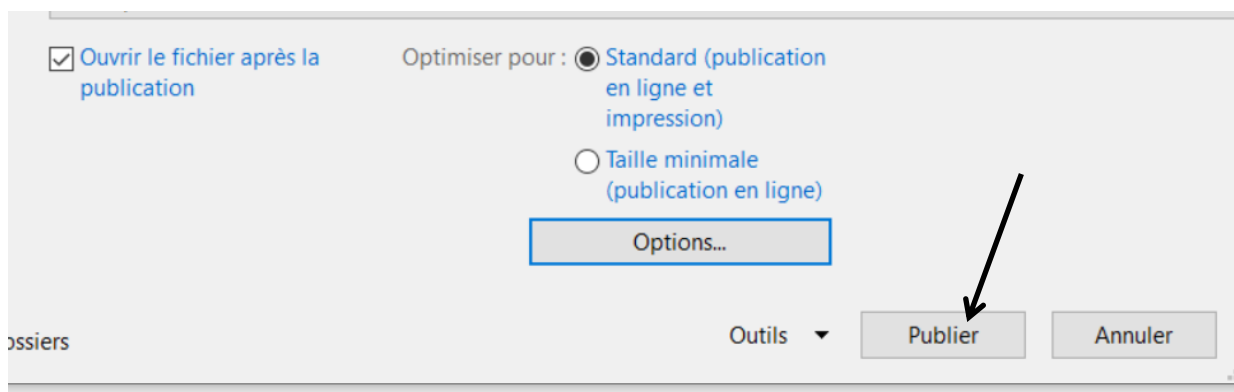 Ouvrir le fichier après la
publication
Optimiser pour :
Standard (publication
en ligne et
impression)
Taille minimale
(publication en ligne)
Options...
ossiers
Outils
Publier
Annuler